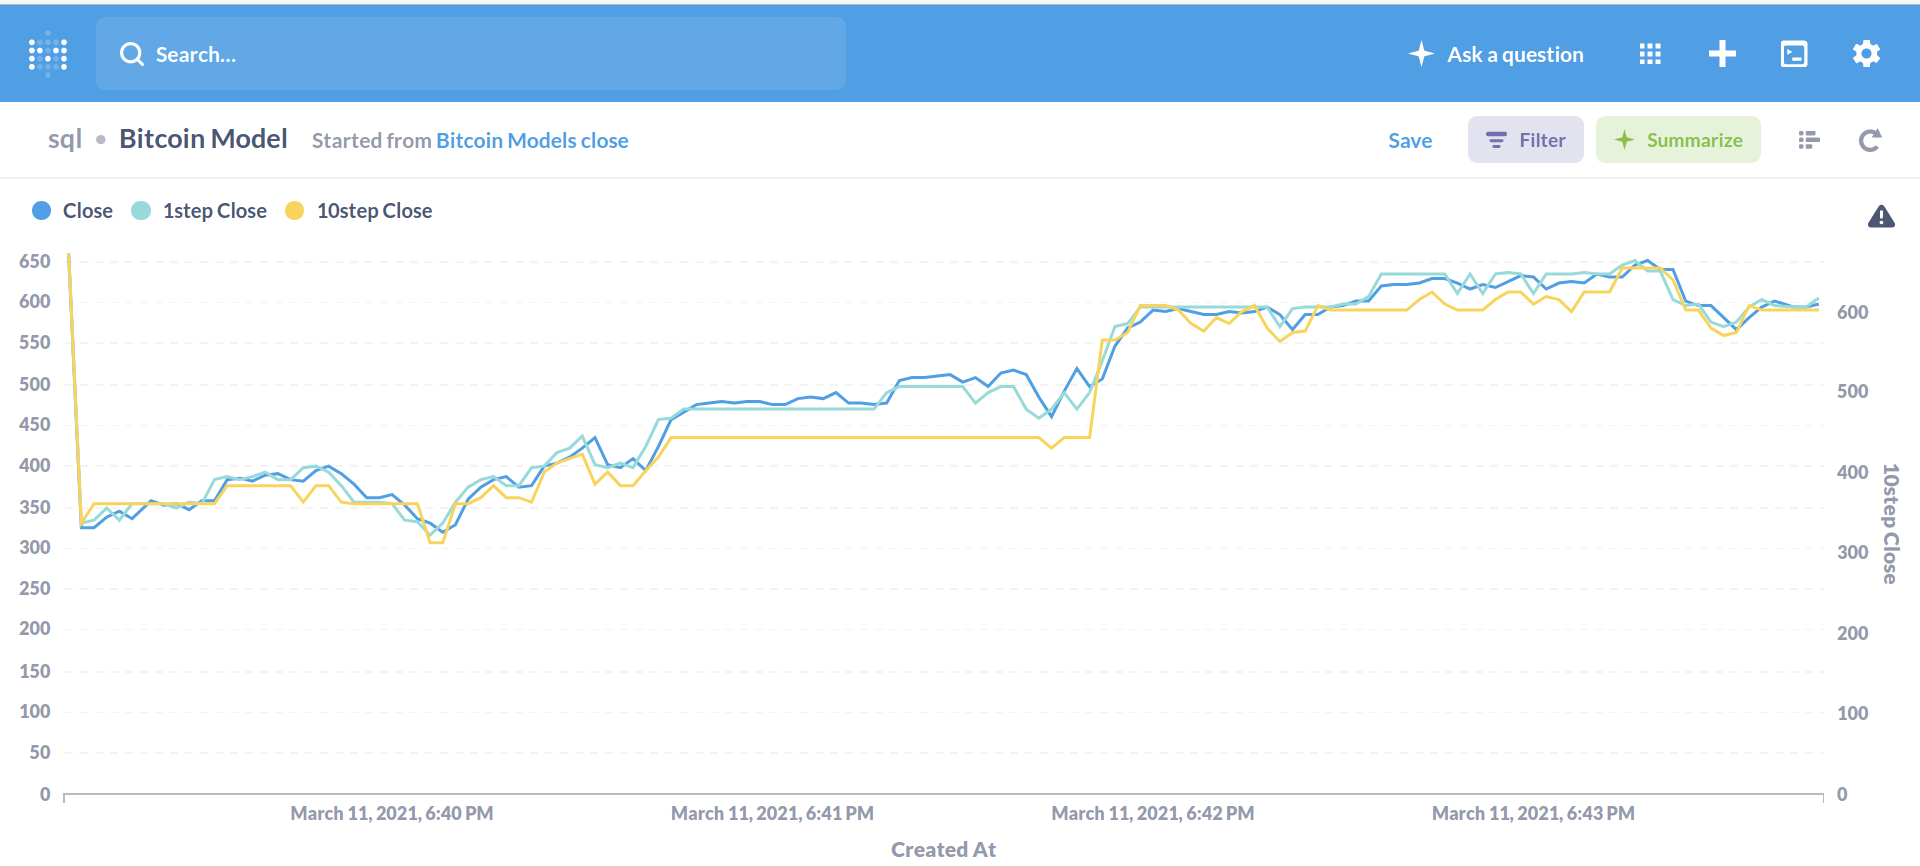 Search...
Ask a question
sql • Bitcoin Model Started from Bitcoin Models close
Save
Filter
Summarize
Close 1step Close 10step Close
650
600
550
500
450
400
350
300
250
200
150
100
50
0
600
500
400
300
200
100
0
10step Close
March 11, 2021, 6:40 PM
March 11, 2021, 6:41 PM
March 11, 2021, 6:42 PM
March 11, 2021, 6:43 PM
Created At